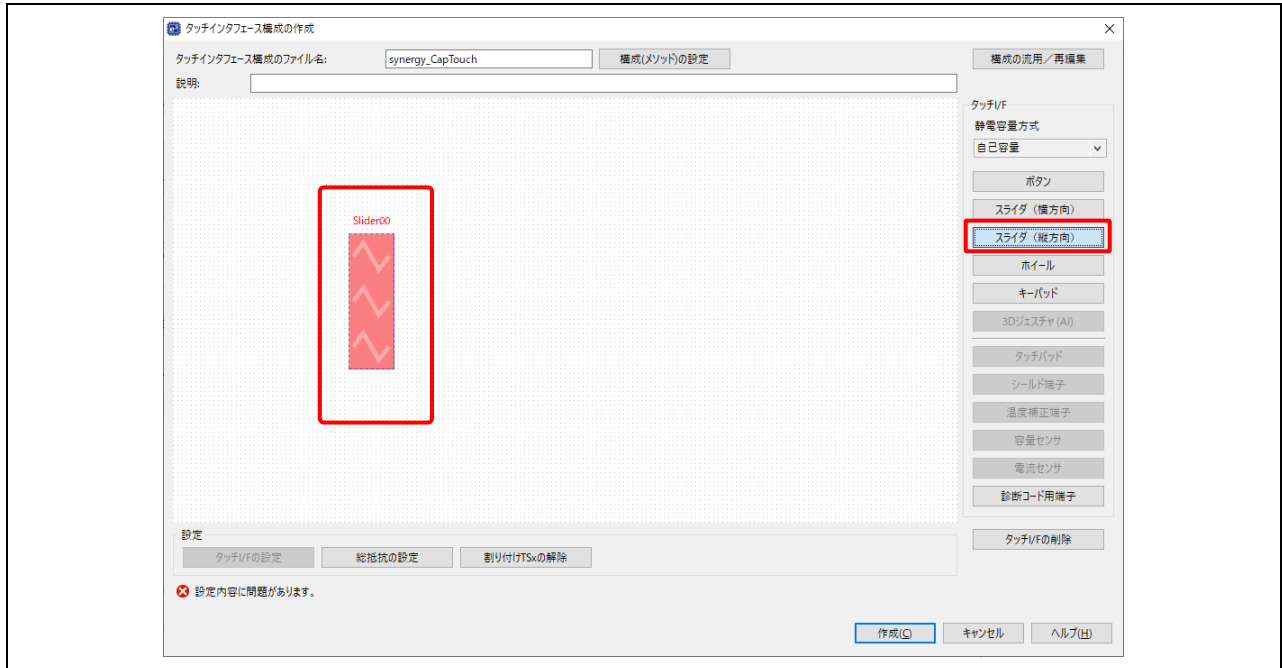 タッチインタフェース構成の作成
タッチインタフェース構成のファイル名: synergy_CapTouch 構成(メソッド)の設定 構成の流用／再編集
説明:
タッチI/F
静電容量方式
自己容量
ボタン
スライダ（横方向）
スライダ（縦方向）
ホイール
キーパッド
3Dジェスチャ (AI)
タッチパッド
シールド端子
温度補正端子
容量センサ
電流センサ
診断コード用端子
タッチI/Fの削除
Slider00
設定
タッチI/Fの設定 総抵抗の設定 割り付けTSxの解除
設定内容に問題があります。
作成(C) キャンセル ヘルプ(H)